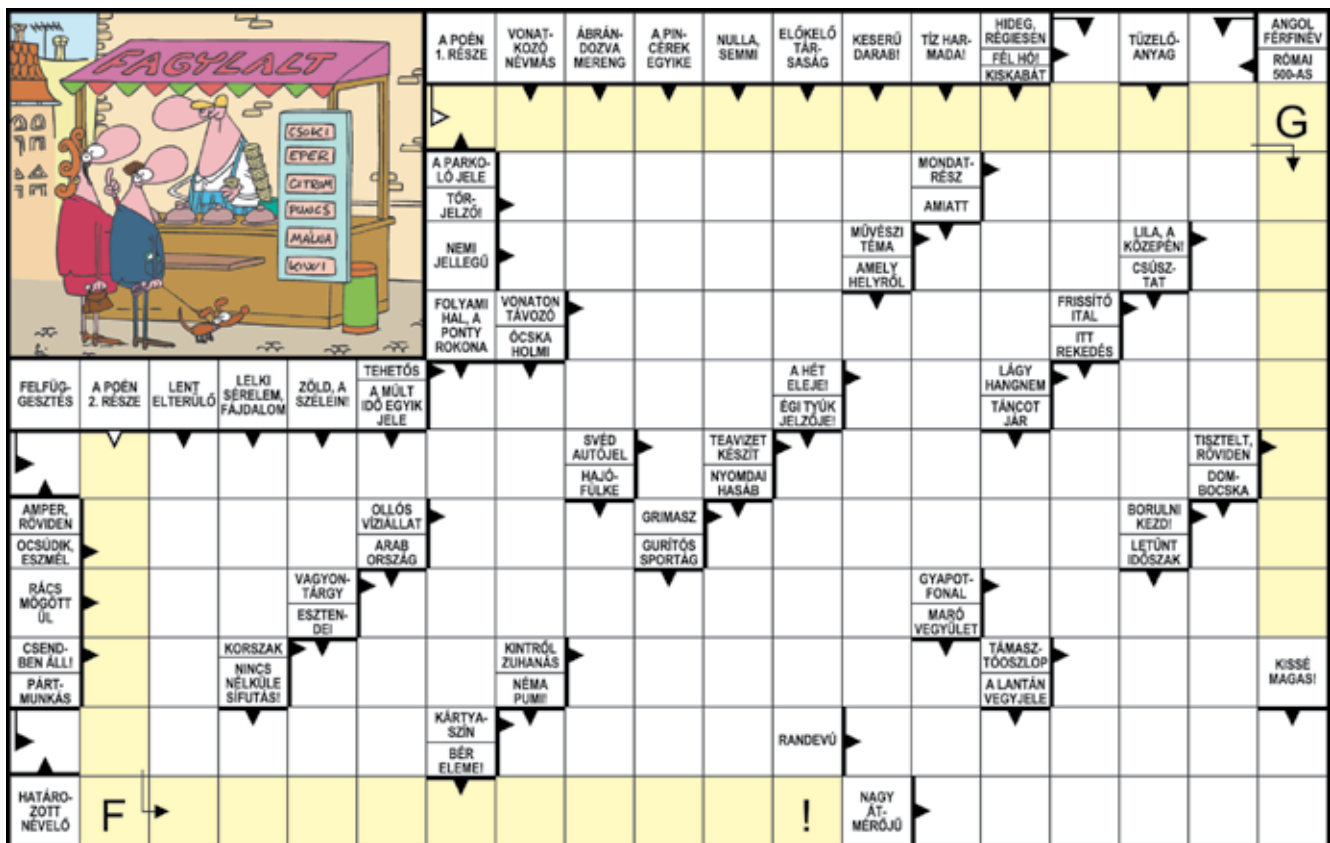 FAGYLALT
CSOKI
EPER
CITROM
PUNCS
MÁLNA
KIWI
A POÉN
1. RÉSZE
VONAT-
KOZÓ
NÉVMÁS
ÁBRÁN-
DOZVA
MERENG
A PIN-
CÉREK
EGYIKE
NULLA,
SEMMI
ELŐKELŐ
TÁR-
SASÁG
KESERŰ
DARAB!
TÍZ HAR-
MADA!
HIDEG,
RÉGIESEN
FÉL HÓ!
KISKABÁT
TÜZELŐ-
ANYAG
ANGOL
FÉRFINÉV
RÓMAI
500-AS
G
A PARKO-
LÓ JELE
TŐR-
JELZŐ!
MONDAT-
RÉSZ
AMIATT
NEMI
JELLEGŰ
MŰVÉSZI
TÉMA
AMELY
HELYRŐL
LILA, A
KÖZEPÉN!
CSÚSZ-
TAT
FOLYAMI
HAL, A
PONTY
ROKONA
VONATON
TÁVOZÓ
ÓCSKA
HOLMI
FRISSÍTŐ
ITAL
ITT
REKEDÉS
FELFÜG-
GESZTÉS
A POÉN
2. RÉSZE
LENT
ELTERÜLŐ
LELKI
SÉRELEM,
FÁJDALOM
ZÖLD, A
SZÉLEIN!
TEHETŐS
A MÚLT
IDŐ EGYIK
JELE
A HÉT
ELEJE!
ÉGI TYÚK
JELZŐJE!
LÁGY
HANGNEM
TÁNCOT
JÁR
SVÉD
AUTÓJEL
HAJÓ-
FÜLKE
TEAVIZET
KÉSZÍT
NYOMDAI
HASÁB
TISZTELT,
RÖVIDEN
DOM-
BOCSKA
AMPER,
RÖVIDEN
OCSÚDIK,
ESZMÉL
OLLÓS
VÍZIÁLLAT
ARAB
ORSZÁG
GRIMASZ
GURÍTÓS
SPORTÁG
BORULNI
KEZD!
LETŰNT
IDŐSZAK
RÁCS
MÖGÖTT
ÜL
VAGYON-
TÁRGY
ESZTEN-
DEI
GYAPOT-
FONAL
MARÓ
VEGYÜLET
CSEND-
BEN ÁLL!
PÁRT-
MUNKÁS
KORSZAK
NINCS
NÉLKÜLE
SÍFUTÁS!
KINTRŐL
ZUHANÁS
NÉMA
PUMI!
TÁMASZ-
TÓOSZLOP
A LANTÁN
VEGYJELE
KISSÉ
MAGAS!
KÁRTYA-
SZÍN
BÉR
ELEME!
RANDEVÚ
HATÁRO-
ZOTT
NÉVELŐ
F
!
NAGY
ÁT-
MÉRŐJŰ